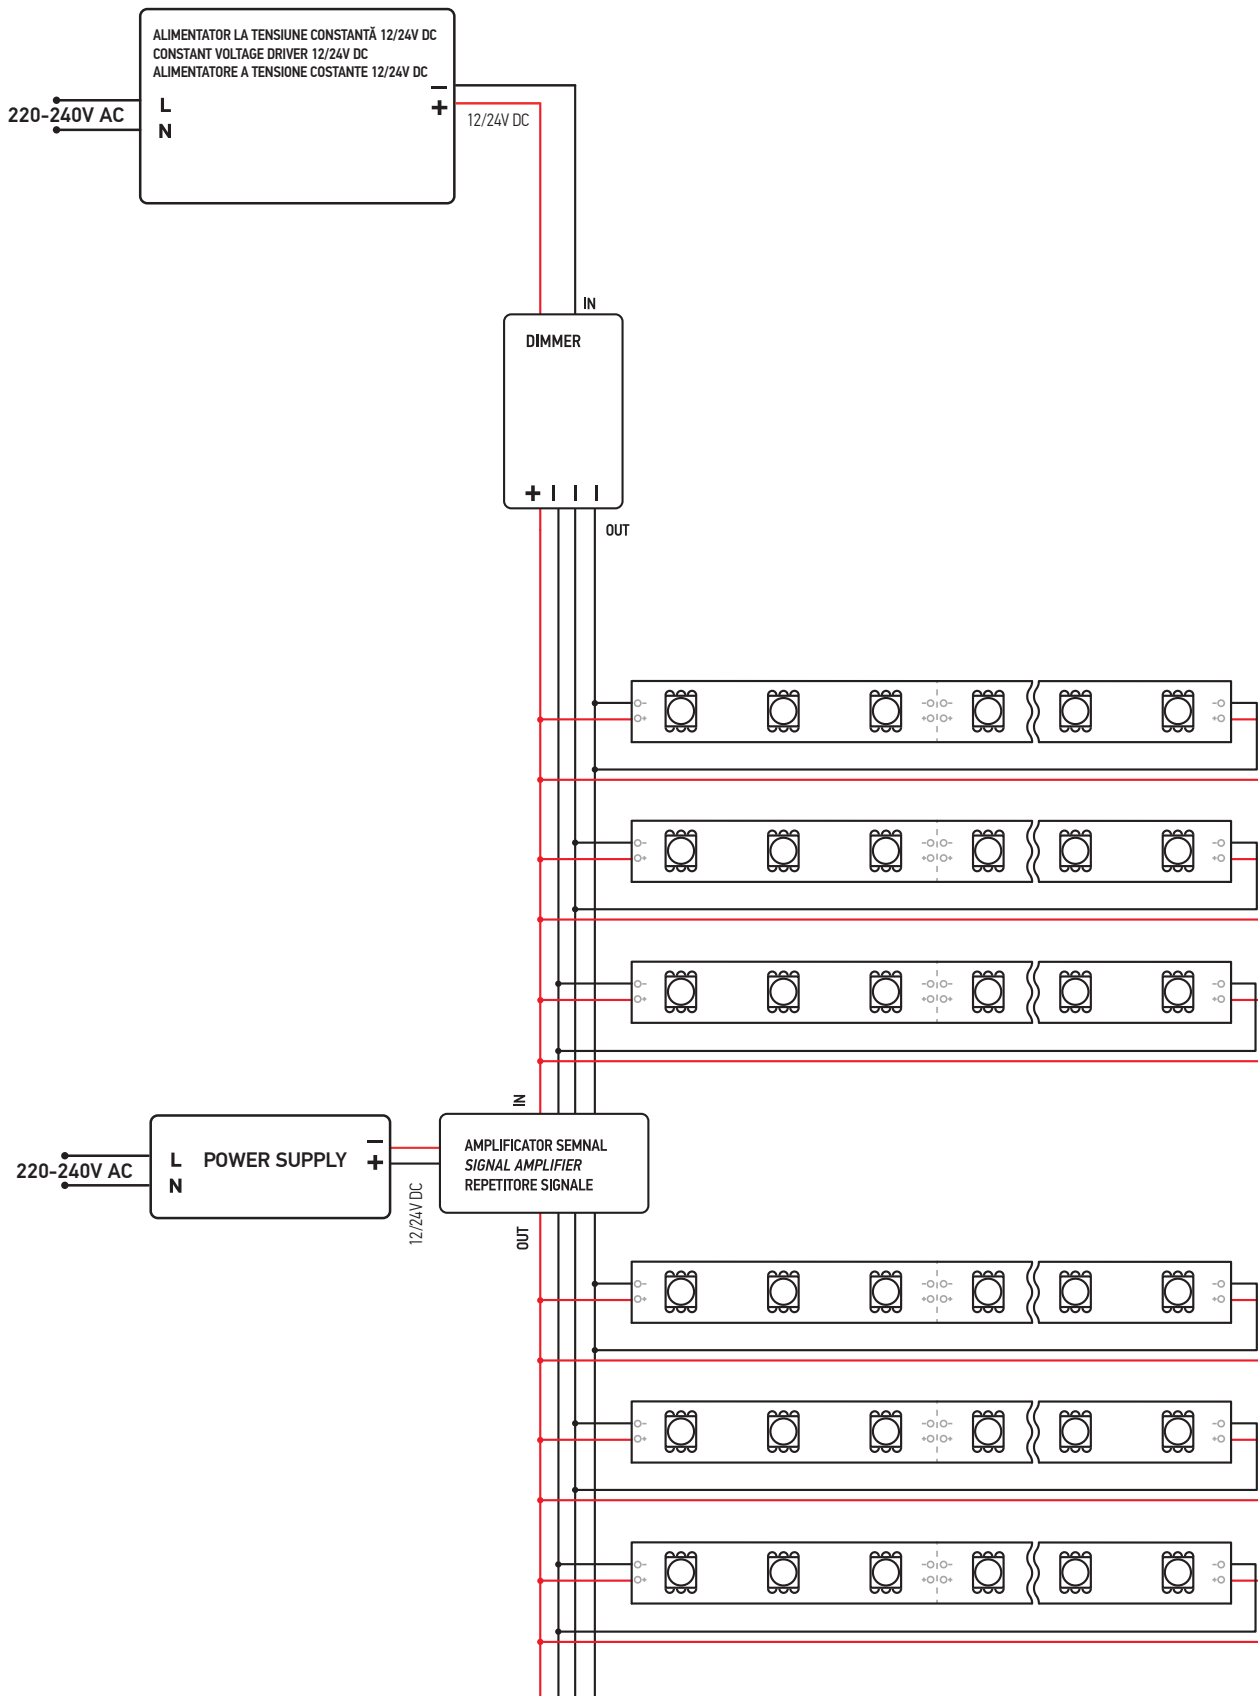 ALIMENTATOR LA TENSIUNE CONSTANTĂ 12/24V DC
CONSTANT VOLTAGE DRIVER 12/24V DC
ALIMENTATORE A TENSIONE COSTANTE 12/24V DC
220-240V AC
L
N
−
+
12/24V DC
IN
DIMMER
+ − − −
OUT
− −
+ +
− − − −
+ + + +
− − − −
+ + + +
− − − −
+ + + +
IN
220-240V AC
L
N
POWER SUPPLY
−
+
12/24V DC
AMPLIFICATOR SEMNAL
SIGNAL AMPLIFIER
REPETITORE SIGNALE
OUT
− − − −
+ + + +
− − − −
+ + + +
− − − −
+ + + +